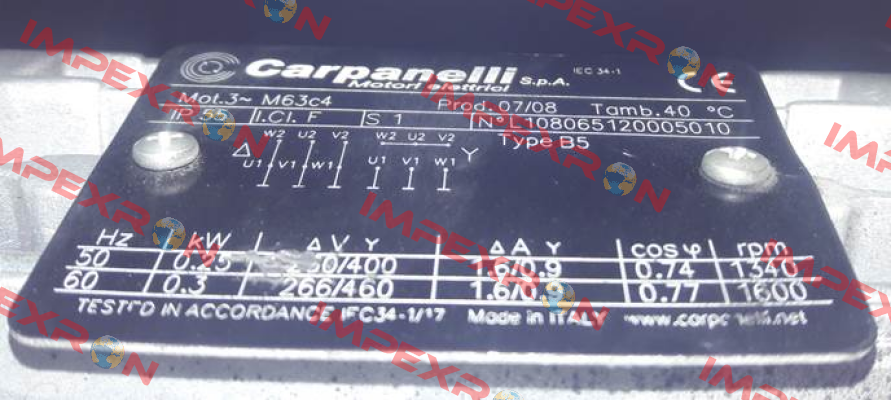 Carpanelli S.p.A. IEC 34-1
Motori elettrici CE
Mot.3~ M63c4 Prod. 07/08 Tamb. 40 °C
IP 55 I.Cl. F S 1 N° L108065120005010
Type B5
W2 U2 V2 W2 U2 V2
Δ Y
U1 V1 W1 U1 V1 W1
Hz kW Δ V Y Δ A Y cos φ rpm
50 0.25 230/400 1.6/0.9 0.74 1340
60 0.3 266/460 1.6/0.9 0.77 1600
TESTED IN ACCORDANCE IEC34-1/17 Made in ITALY www.carpanelli.net
IMPEXRON